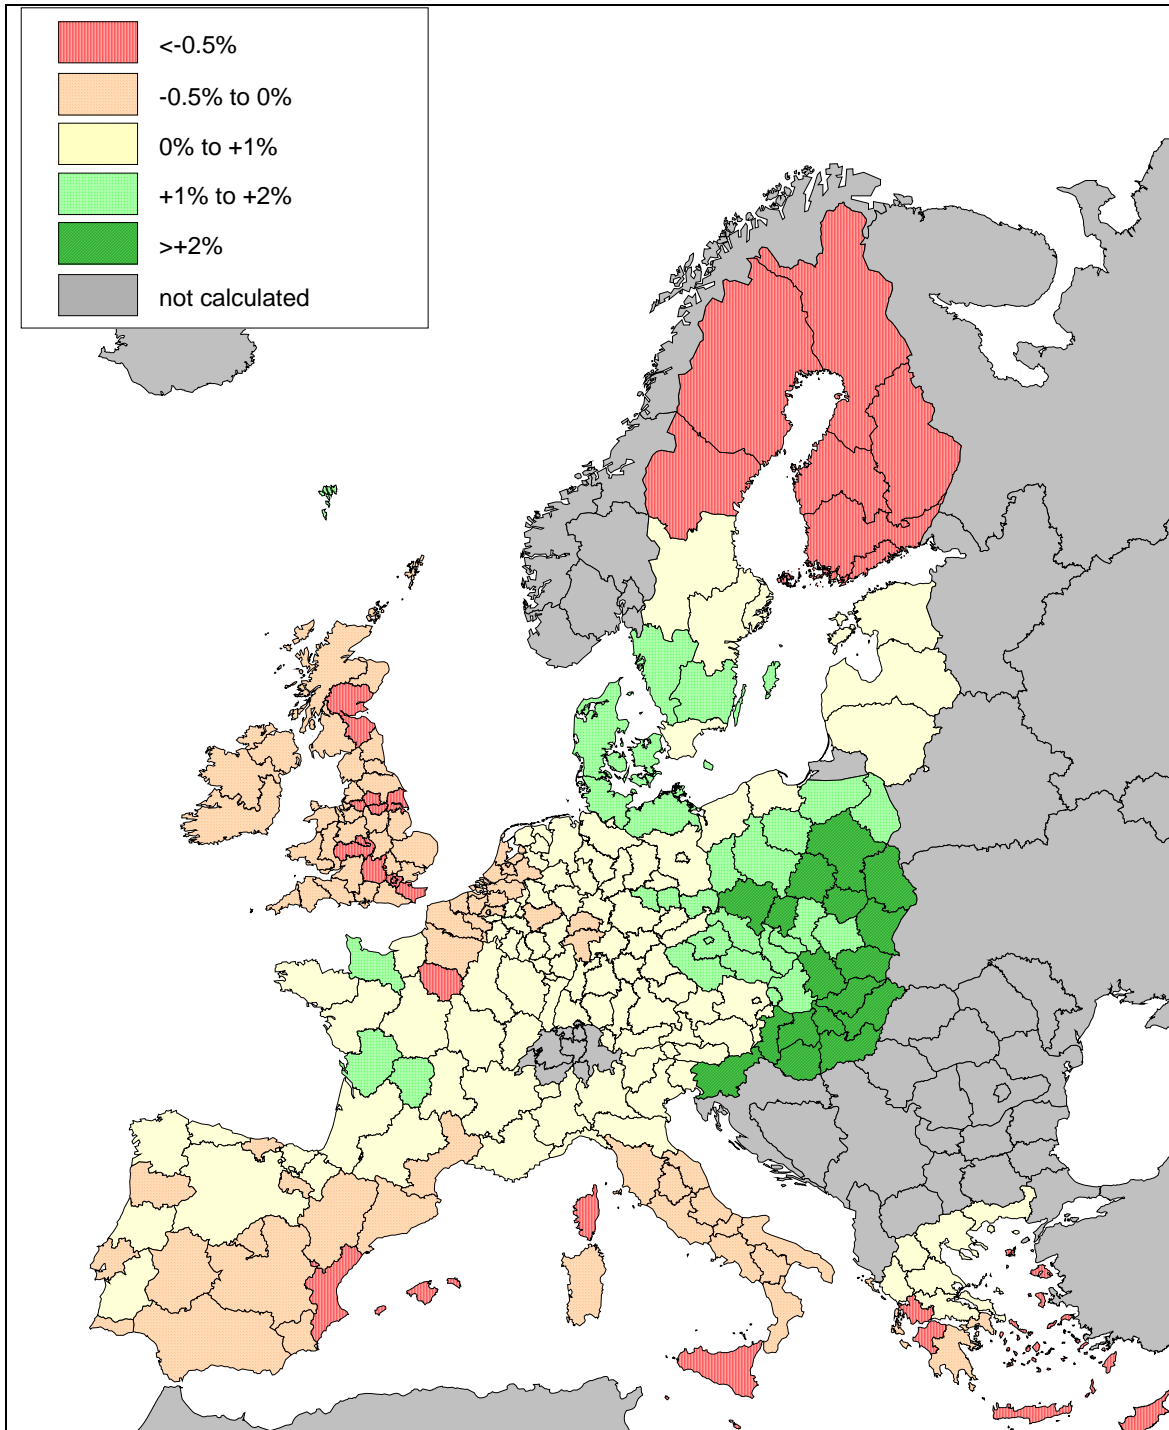 <-0.5%
-0.5% to 0%
0% to +1%
+1% to +2%
>+2%
not calculated